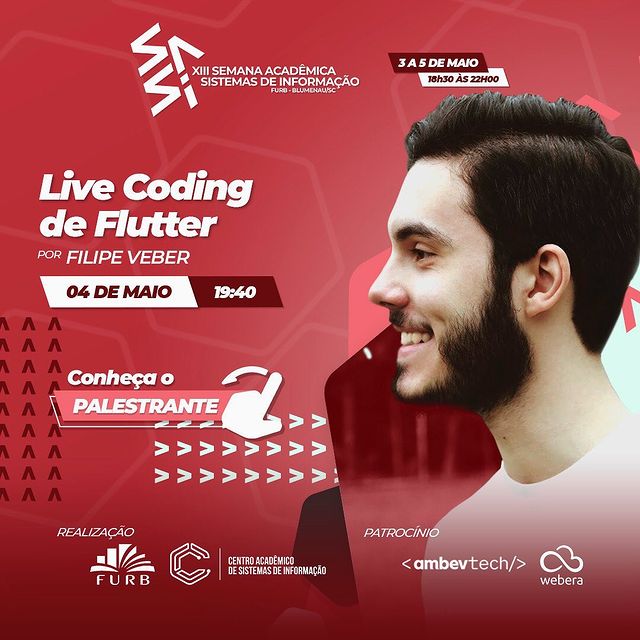 XIII SEMANA ACADÊMICA
SISTEMAS DE INFORMAÇÃO
FURB - BLUMENAU/SC
3 A 5 DE MAIO
18h30 ÀS 22H00
Live Coding
de Flutter
POR FILIPE VEBER
04 DE MAIO 19:40
Conheça o
PALESTRANTE
REALIZAÇÃO
FURB
CENTRO ACADÊMICO
DE SISTEMAS DE INFORMAÇÃO
PATROCÍNIO
<ambevtech/>
webera